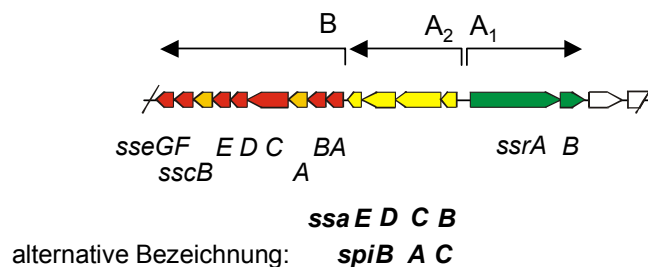 B A₂ A₁
sseGF E D C BA ssrA B
sscB A
ssa E D C B
alternative Bezeichnung: spiB A C